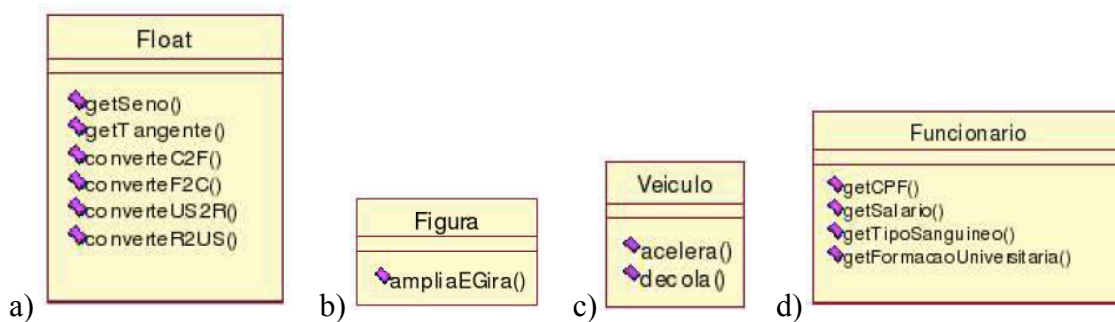 a)
Float
getSeno()
getTangente()
converteC2F()
converteF2C()
converteUS2R()
converteR2US()
b)
Figura
ampliaEGira()
c)
Veiculo
acelera()
decola()
d)
Funcionario
getCPF()
getSalario()
getTipoSanguineo()
getFormacaoUniversitaria()